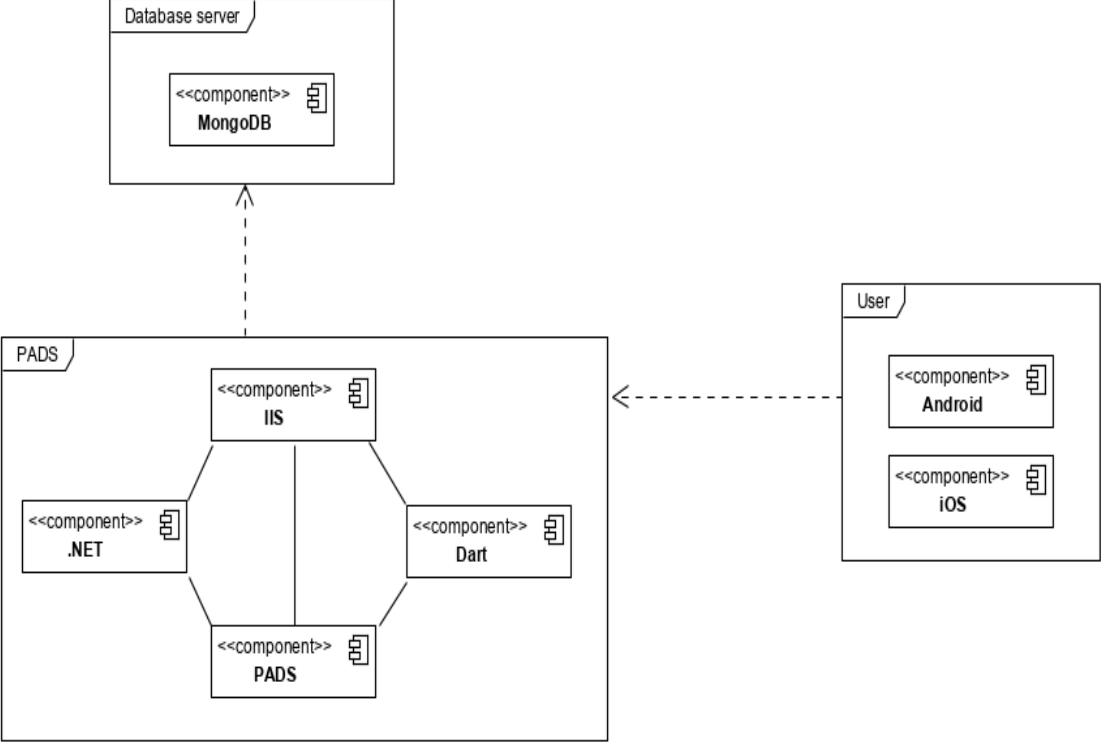 Database server
<<component>>
MongoDB
PADS
<<component>>
IIS
<<component>>
.NET
<<component>>
Dart
<<component>>
PADS
User
<<component>>
Android
<<component>>
iOS